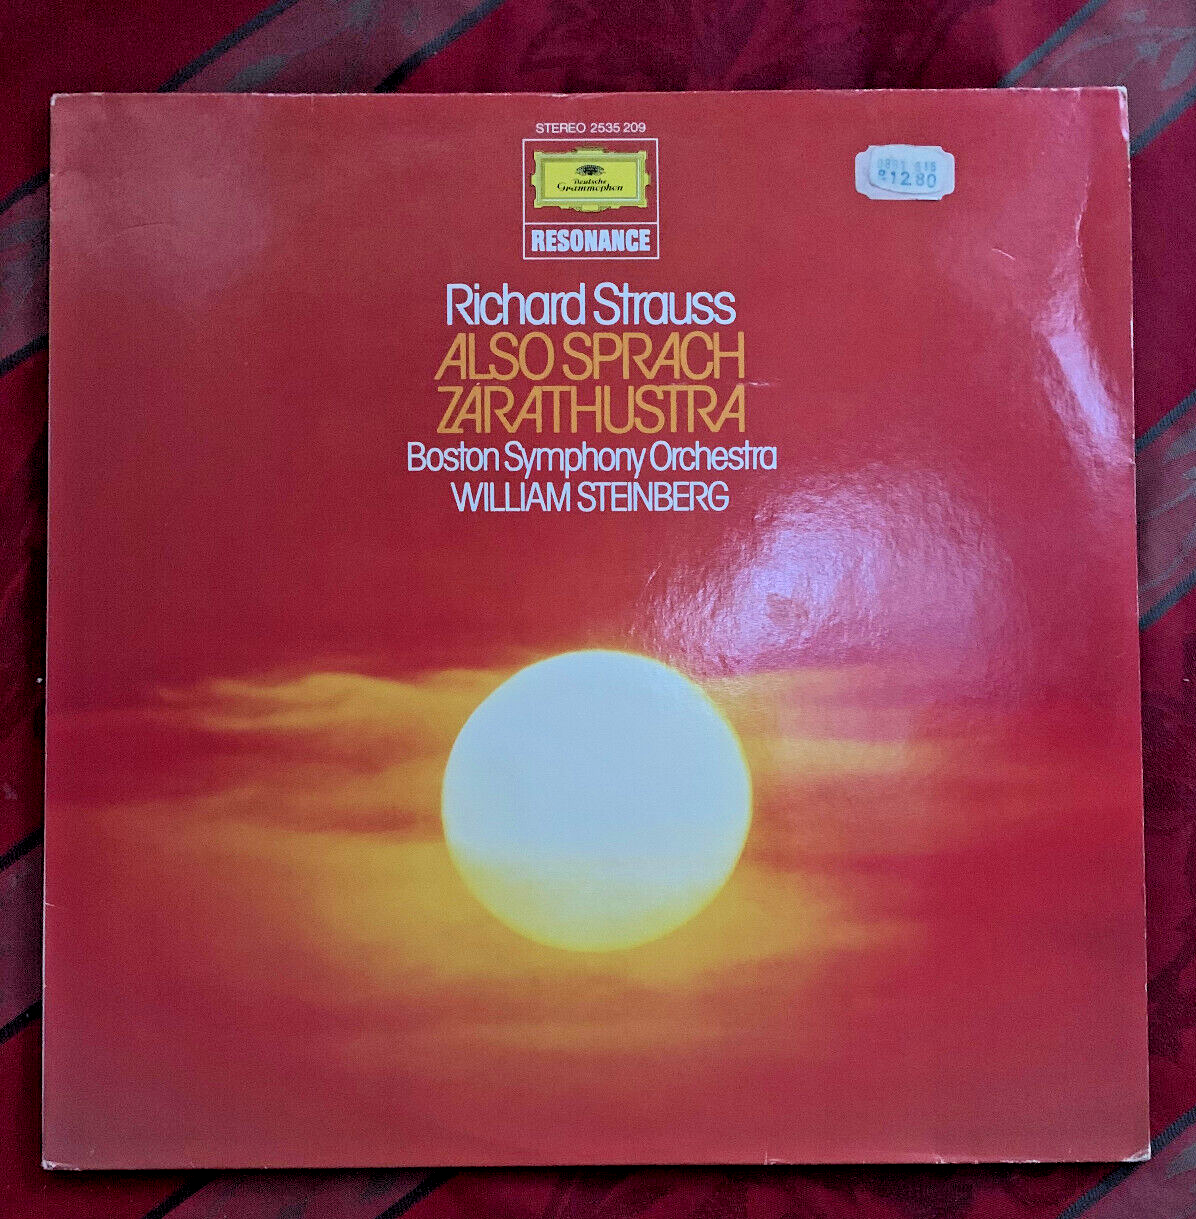 STEREO 2535 209
Deutsche
Grammophon
RESONANCE
Richard Strauss
ALSO SPRACH
ZARATHUSTRA
Boston Symphony Orchestra
WILLIAM STEINBERG
12.80